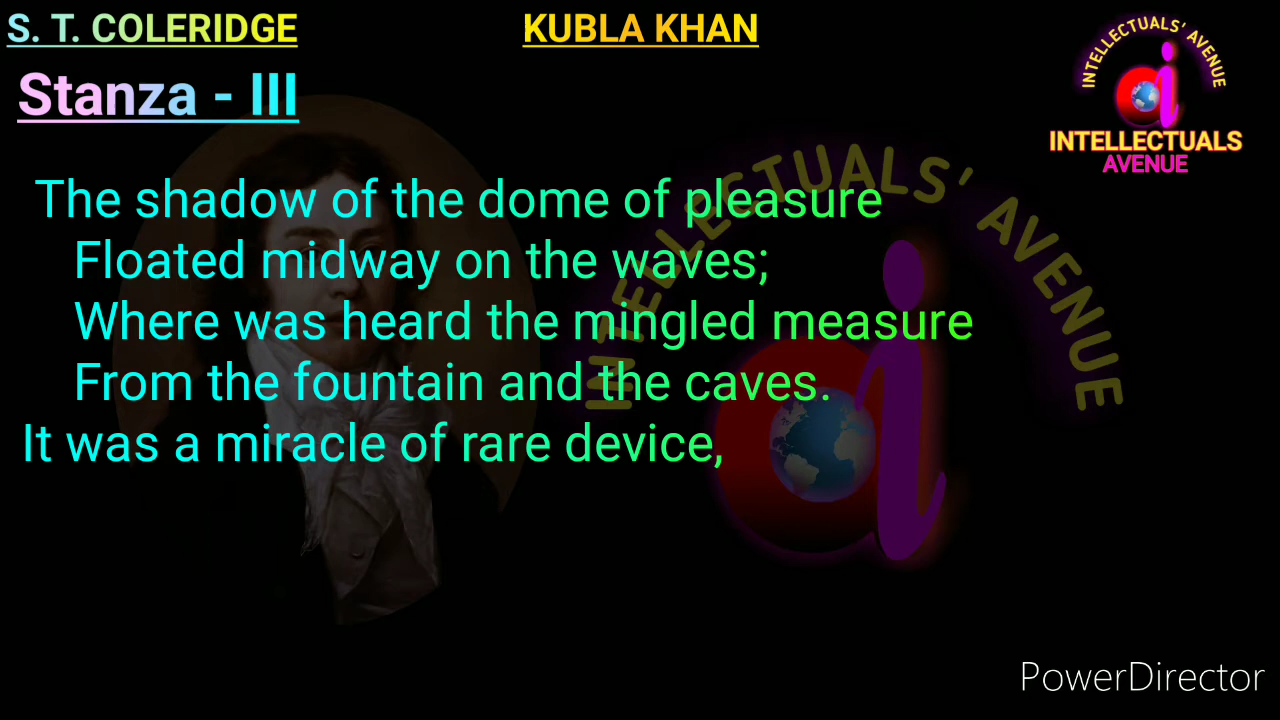 S. T. COLERIDGE
KUBLA KHAN
INTELLECTUALS' AVENUE
INTELLECTUALS
AVENUE
Stanza - III
INTELLECTUALS' AVENUE
The shadow of the dome of pleasure
Floated midway on the waves;
Where was heard the mingled measure
From the fountain and the caves.
It was a miracle of rare device,
PowerDirector